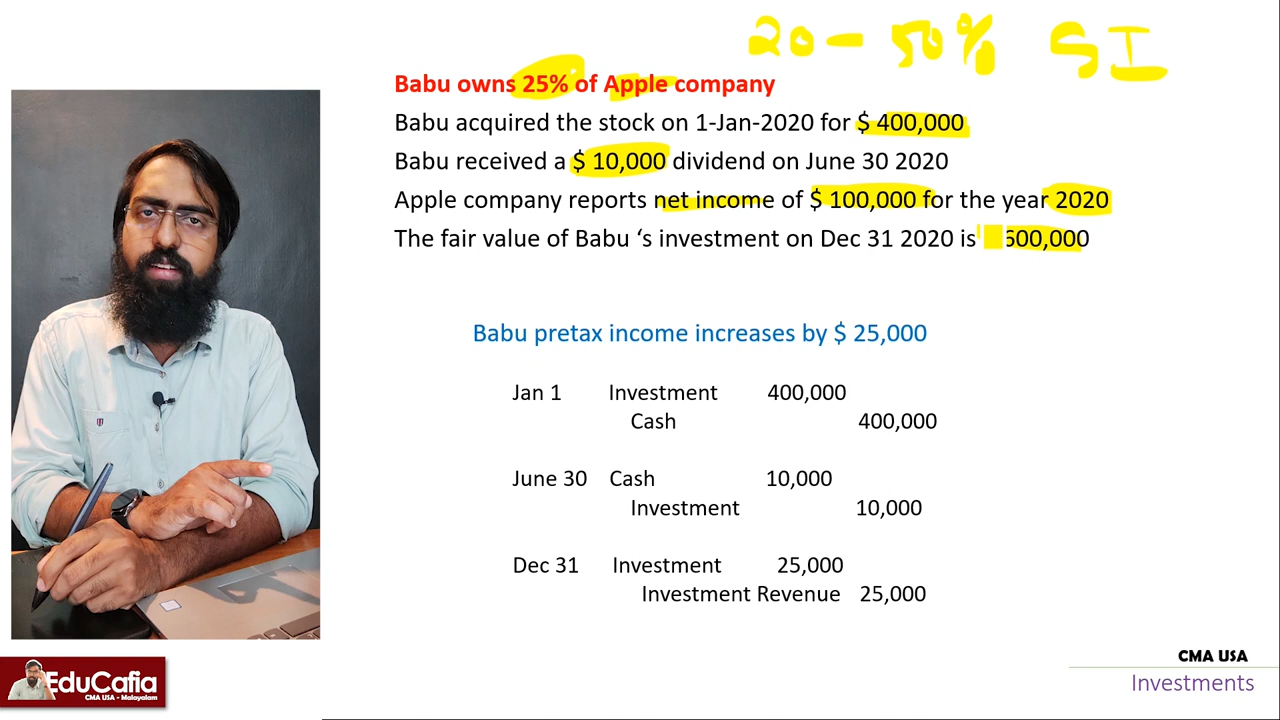 20 - 50% SI
Babu owns 25% of Apple company
Babu acquired the stock on 1-Jan-2020 for $ 400,000
Babu received a $ 10,000 dividend on June 30 2020
Apple company reports net income of $ 100,000 for the year 2020
The fair value of Babu ‘s investment on Dec 31 2020 is 600,000
Babu pretax income increases by $ 25,000
Jan 1 Investment 400,000
Cash 400,000
June 30 Cash 10,000
Investment 10,000
Dec 31 Investment 25,000
Investment Revenue 25,000
CMA USA
Investments
EduCafia
CMA USA - Malayalam